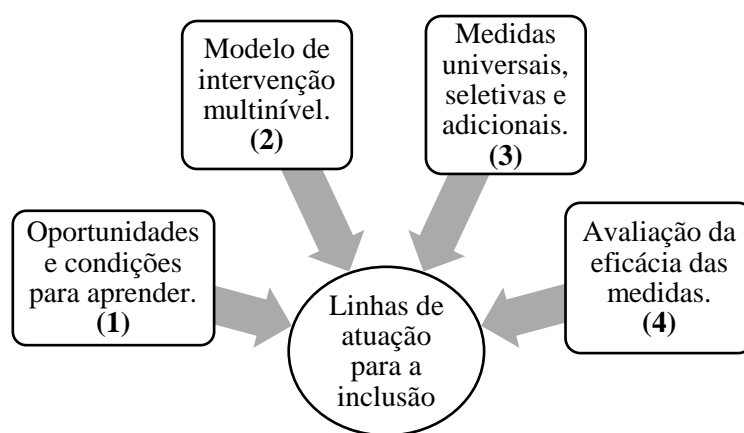 Oportunidades
e condições
para aprender.
(1)
Modelo de
intervenção
multinível.
(2)
Medidas
universais,
seletivas e
adicionais.
(3)
Avaliação da
eficácia das
medidas.
(4)
Linhas de
atuação
para a
inclusão